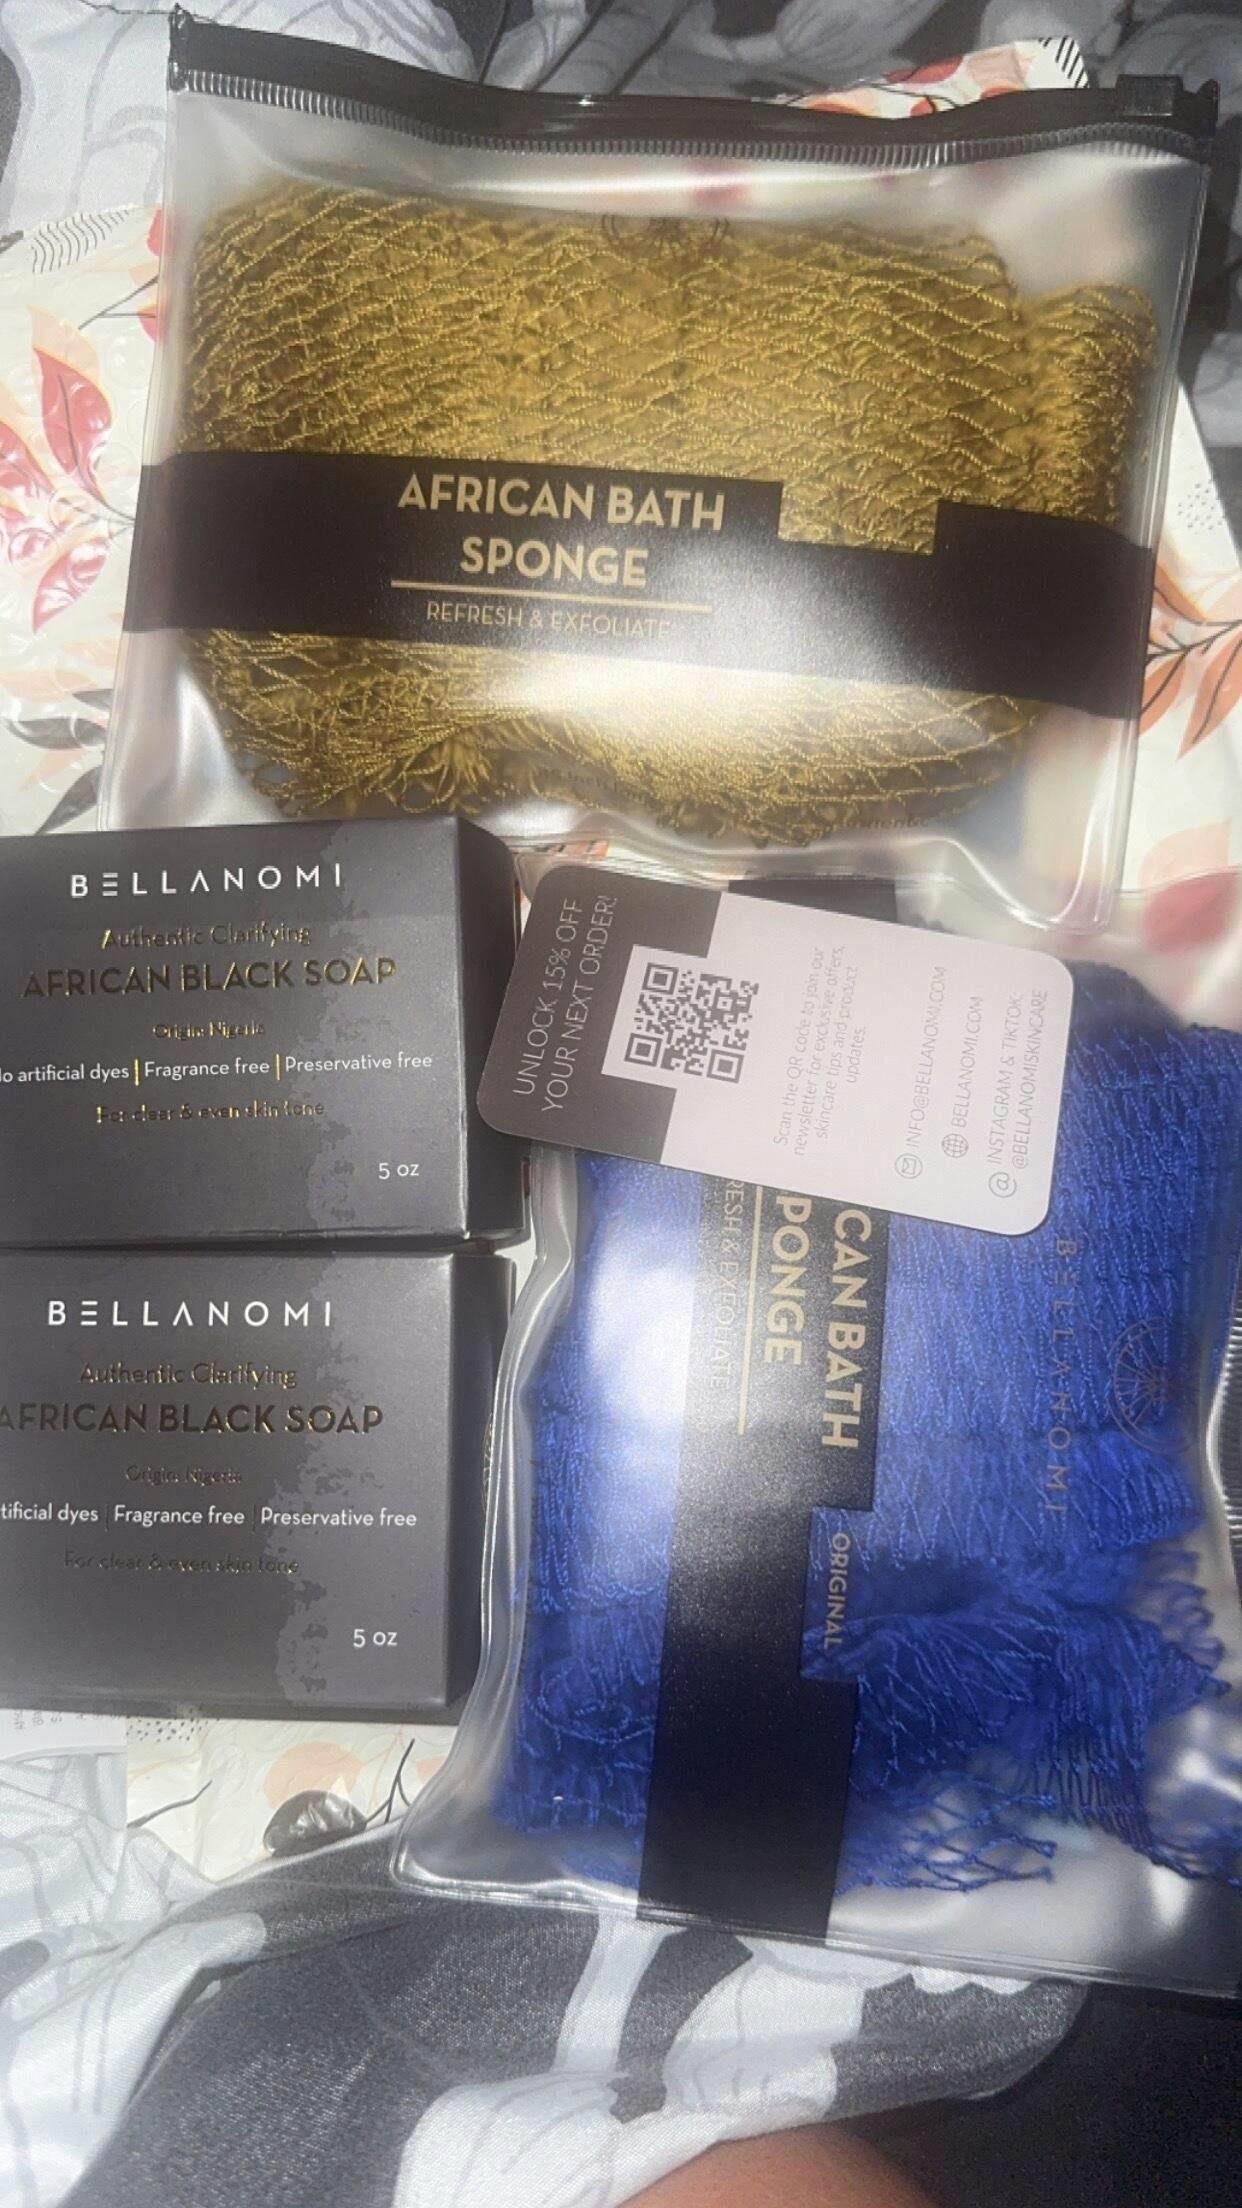 AFRICAN BATH
SPONGE
REFRESH & EXFOLIATE
BELLANOMI
Authentic Clarifying
AFRICAN BLACK SOAP
Origin: Nigeria
artificial dyes | Fragrance free | Preservative free
For clear & even skin tone
5 oz
BELLANOMI
Authentic Clarifying
AFRICAN BLACK SOAP
Origin: Nigeria
tificial dyes | Fragrance free | Preservative free
For clear & even skin tone
5 oz
UNLOCK 15% OFF
YOUR NEXT ORDER!
Scan the QR code to join our
newsletter for exclusive offers,
skincare tips and product
updates.
INFO@BELLANOMI.COM
BELLANOMI.COM
INSTAGRAM & TIKTOK:
@BELLANOMISKINCARE
BELLANOMI
CAN BATH
PONGE
RESH & EXFOLIATE
ORIGINAL